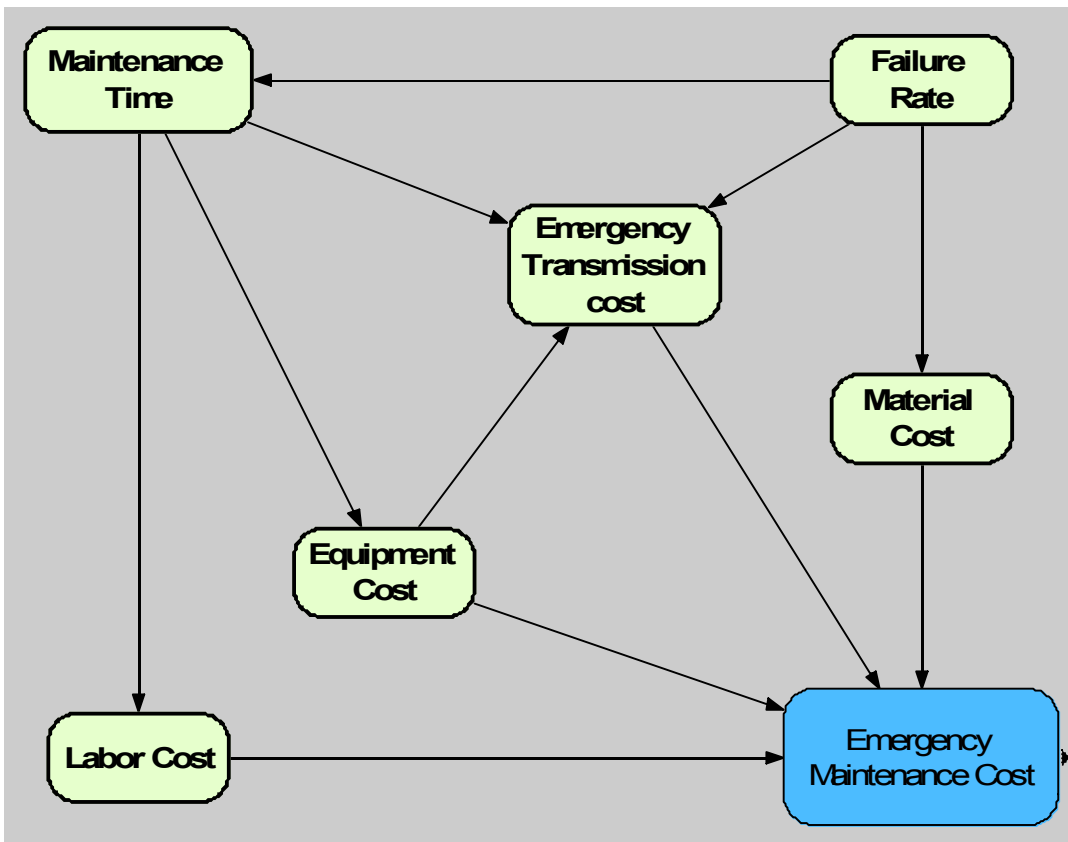 Maintenance
Time
Failure
Rate
Emergency
Transmission
cost
Material
Cost
Equipment
Cost
Labor Cost
Emergency
Maintenance Cost